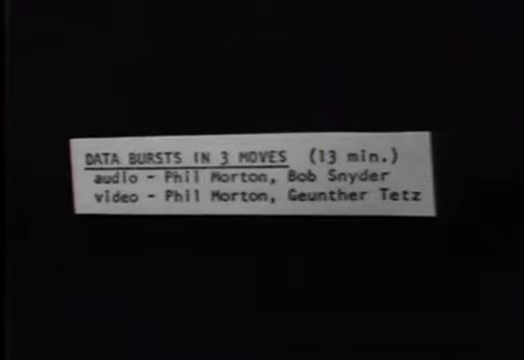 DATA BURSTS IN 3 MOVES (13 min.)
audio - Phil Morton, Bob Snyder
video - Phil Morton, Geunther Tetz